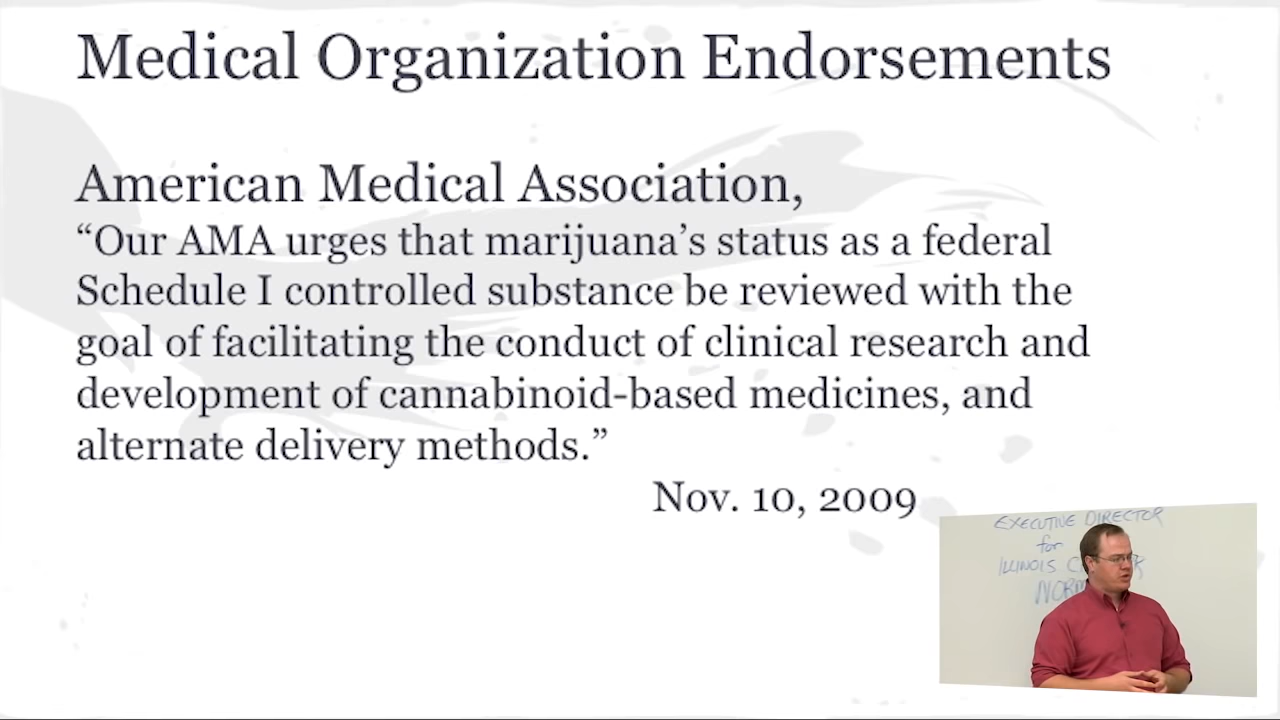 Medical Organization Endorsements
American Medical Association,
“Our AMA urges that marijuana’s status as a federal
Schedule I controlled substance be reviewed with the
goal of facilitating the conduct of clinical research and
development of cannabinoid-based medicines, and
alternate delivery methods.”
Nov. 10, 2009
EXECUTIVE DIRECTOR
for
ILLINOIS